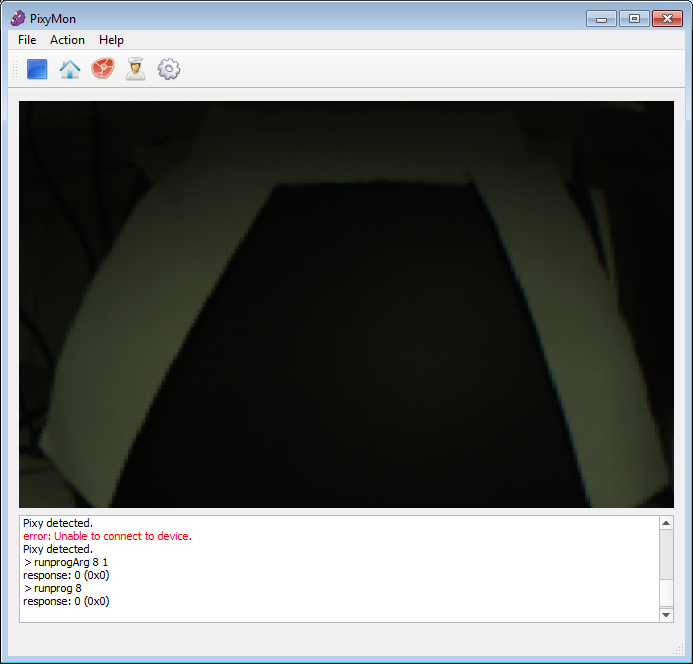 PixyMon
File Action Help
Pixy detected.
error: Unable to connect to device.
Pixy detected.
> runprogArg 8 1
response: 0 (0x0)
> runprog 8
response: 0 (0x0)